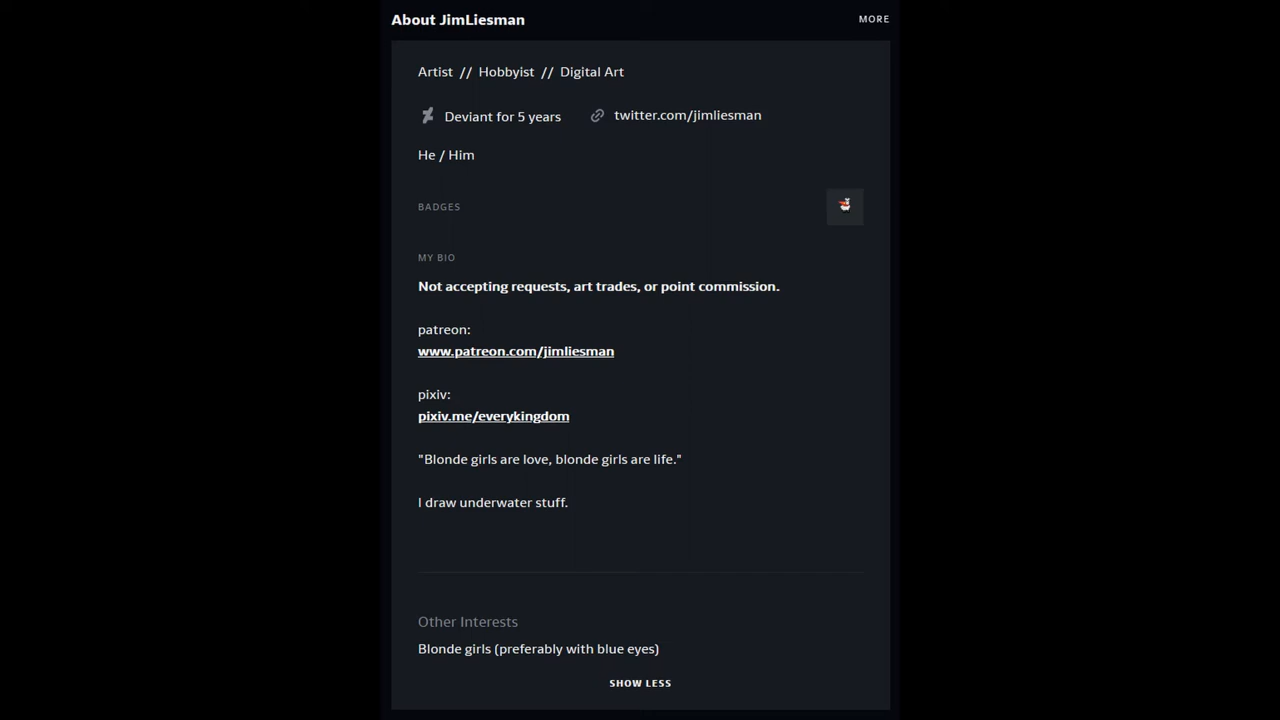 About JimLiesman
MORE
Artist // Hobbyist // Digital Art
Deviant for 5 years
twitter.com/jimliesman
He / Him
BADGES
MY BIO
Not accepting requests, art trades, or point commission.
patreon:
www.patreon.com/jimliesman
pixiv:
pixiv.me/everykingdom
"Blonde girls are love, blonde girls are life."
I draw underwater stuff.
Other Interests
Blonde girls (preferably with blue eyes)
SHOW LESS